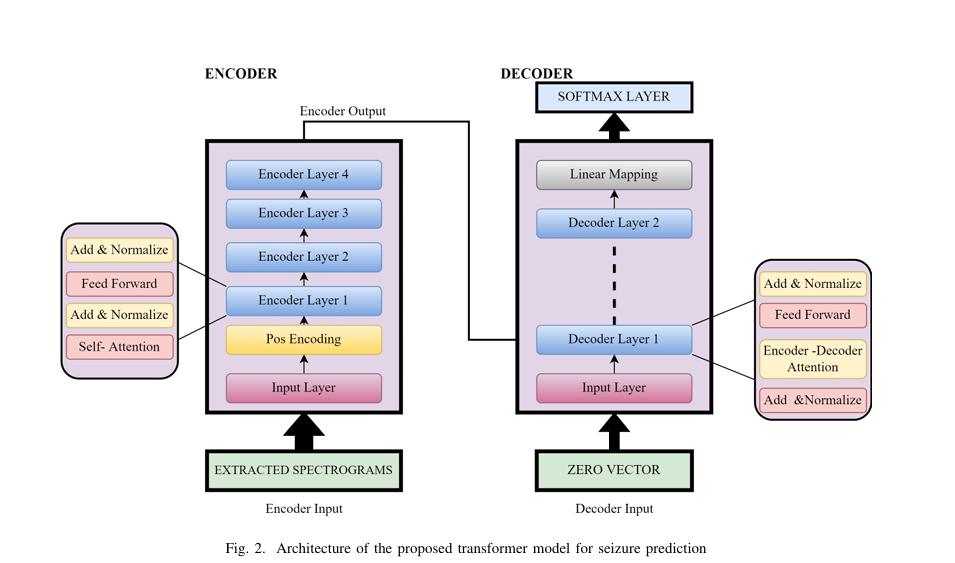 ENCODER
Encoder Output
Encoder Layer 4
Encoder Layer 3
Encoder Layer 2
Encoder Layer 1
Pos Encoding
Input Layer
Add & Normalize
Feed Forward
Add & Normalize
Self- Attention
EXTRACTED SPECTROGRAMS
Encoder Input
DECODER
SOFTMAX LAYER
Linear Mapping
Decoder Layer 2
Decoder Layer 1
Input Layer
Add & Normalize
Feed Forward
Encoder -Decoder
Attention
Add &Normalize
ZERO VECTOR
Decoder Input
Fig. 2. Architecture of the proposed transformer model for seizure prediction